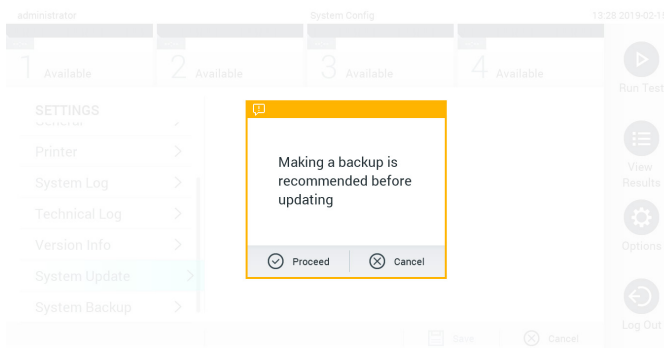 administrator System Config 13:28 2019-02-1
1 Available 2 Available 3 Available 4 Available
Run Test
SETTINGS
General
Printer
System Log
View
Results
Technical Log
Version Info
Options
System Update
System Backup
Log Out
Save Cancel
Making a backup is
recommended before
updating
Proceed Cancel